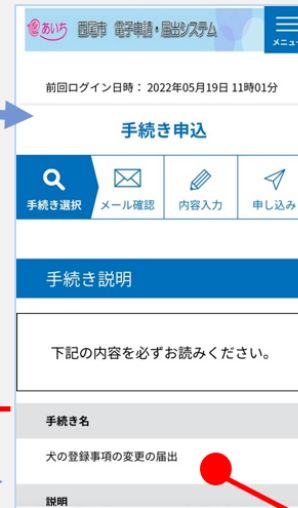 あいち 西尾市 電子申請・届出システム
メニュー
前回ログイン日時：2022年05月19日 11時01分
手続き申込
手続き選択 メール確認 内容入力 申し込み
手続き説明
下記の内容を必ずお読みください。
手続き名
犬の登録事項の変更の届出
説明